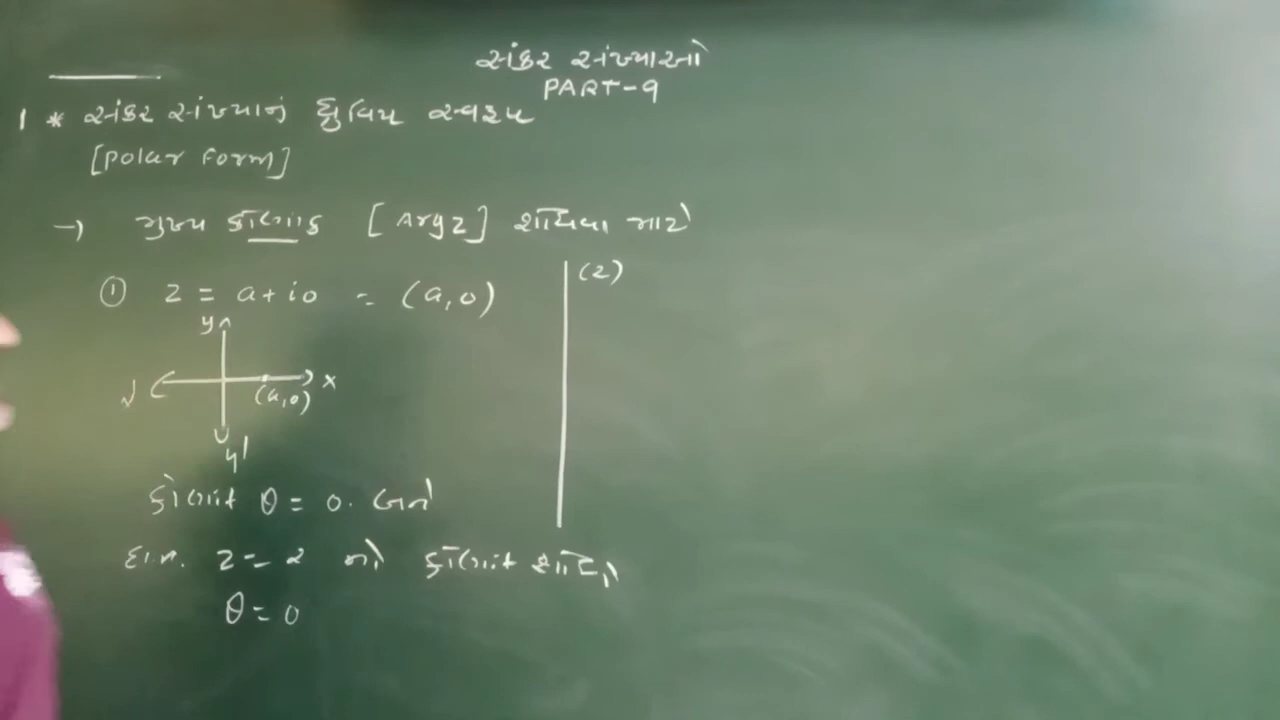 સંકર સંખ્યાઓ
PART-9
1 * સંકર સંખ્યાનું ધ્રુવિય સ્વરૂપ
[Polar Form]
→ મુખ્ય કોણાંક [Arg z] શોધવા માટે
① z = a + i0 = (a,0)
y
x
(a,0)
y'
કોણાંક θ = 0. બને
દા.ત. z = 2 નો કોણાંક શોધો
θ = 0
(2)